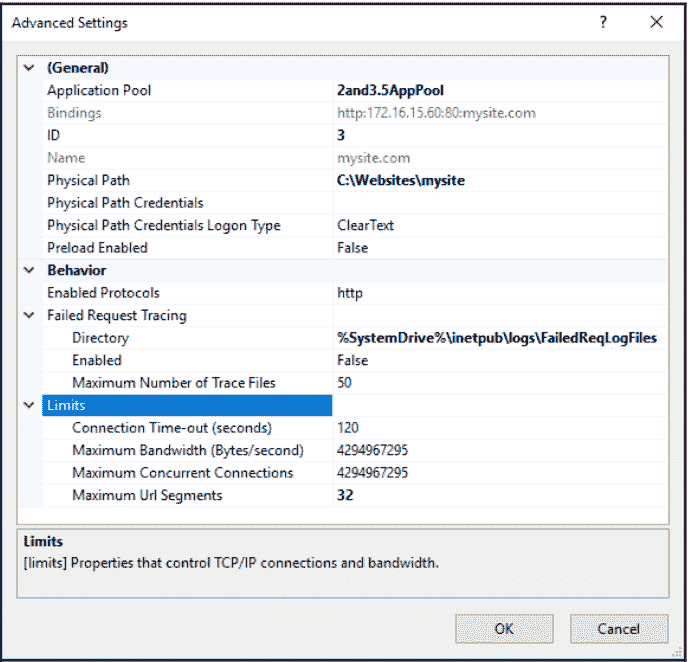 Advanced Settings ?
(General)
Application Pool 2and3.5AppPool
Bindings http:172.16.15.60:80:mysite.com
ID 3
Name mysite.com
Physical Path C:\Websites\mysite
Physical Path Credentials
Physical Path Credentials Logon Type ClearText
Preload Enabled False
Behavior
Enabled Protocols http
Failed Request Tracing
Directory %SystemDrive%\inetpub\logs\FailedReqLogFiles
Enabled False
Maximum Number of Trace Files 50
Limits
Connection Time-out (seconds) 120
Maximum Bandwidth (Bytes/second) 4294967295
Maximum Concurrent Connections 4294967295
Maximum Url Segments 32
Limits
[limits] Properties that control TCP/IP connections and bandwidth.
OK Cancel